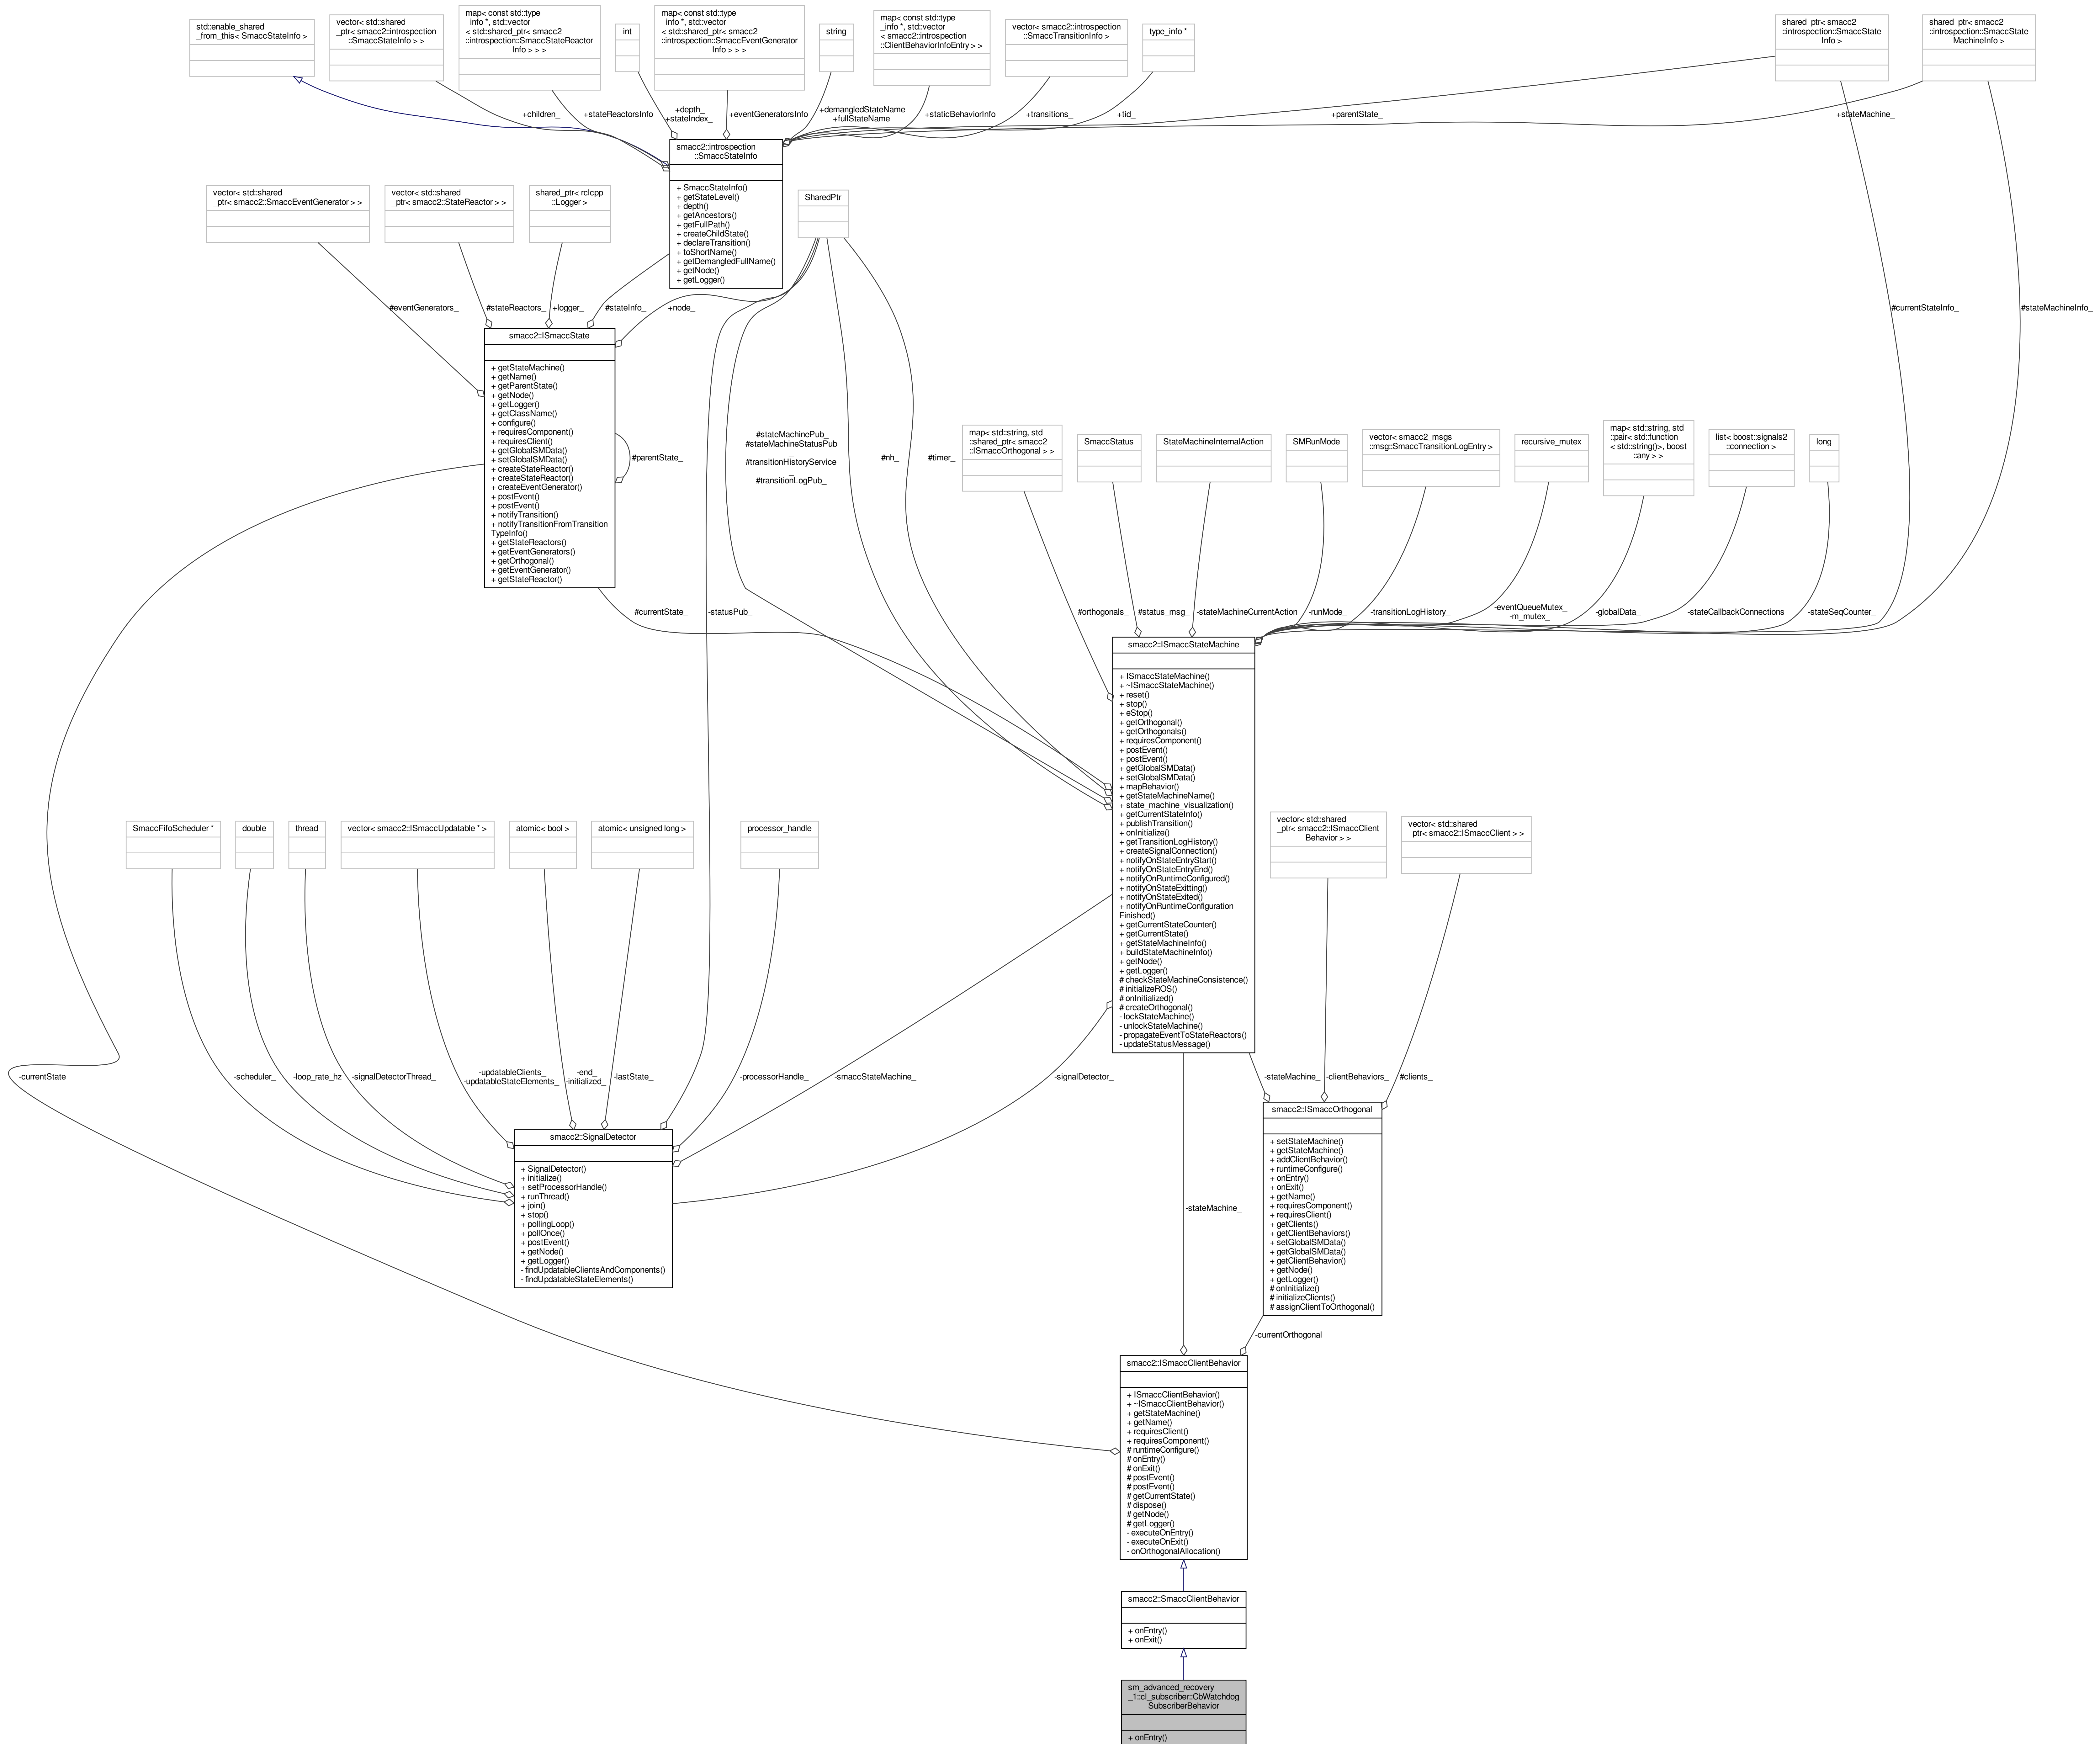 std::enable_shared
_from_this< SmaccStateInfo >
vector< std::shared
_ptr< smacc2::introspection
::SmaccStateInfo > >
map< const std::type
_info *, std::vector
< std::shared_ptr< smacc2
::introspection::SmaccStateReactor
Info > > >
int
map< const std::type
_info *, std::vector
< std::shared_ptr< smacc2
::introspection::SmaccEventGenerator
Info > > >
string
map< const std::type
_info *, std::vector
< smacc2::introspection
::ClientBehaviorInfoEntry > >
vector< smacc2::introspection
::SmaccTransitionInfo >
type_info *
shared_ptr< smacc2
::introspection::SmaccState
Info >
shared_ptr< smacc2
::introspection::SmaccState
MachineInfo >
+children_
+stateReactorsInfo
+depth_
+stateIndex_
+eventGeneratorsInfo
+demangledStateName
+fullStateName
+staticBehaviorInfo
+transitions_
+tid_
+parentState_
+stateMachine_
smacc2::introspection
::SmaccStateInfo
+ SmaccStateInfo()
+ getStateLevel()
+ depth()
+ getAncestors()
+ getFullPath()
+ createChildState()
+ declareTransition()
+ toShortName()
+ getDemangledFullName()
+ getNode()
+ getLogger()
vector< std::shared
_ptr< smacc2::SmaccEventGenerator > >
vector< std::shared
_ptr< smacc2::StateReactor > >
shared_ptr< rclcpp
::Logger >
SharedPtr
#eventGenerators_
#stateReactors_
+logger_
#stateInfo_
+node_
#currentStateInfo_
#stateMachineInfo_
smacc2::ISmaccState
+ getStateMachine()
+ getName()
+ getParentState()
+ getNode()
+ getLogger()
+ getClassName()
+ configure()
+ requiresComponent()
+ requiresClient()
+ getGlobalSMData()
+ setGlobalSMData()
+ createStateReactor()
+ createStateReactor()
+ createEventGenerator()
+ postEvent()
+ postEvent()
+ notifyTransition()
+ notifyTransitionFromTransition
TypeInfo()
+ getStateReactors()
+ getEventGenerators()
+ getOrthogonal()
+ getEventGenerator()
+ getStateReactor()
#parentState_
#stateMachinePub_
#stateMachineStatusPub
_
#transitionHistoryService
_
#transitionLogPub_
#nh_
#timer_
map< std::string, std
::shared_ptr< smacc2
::ISmaccOrthogonal > >
SmaccStatus
StateMachineInternalAction
SMRunMode
vector< smacc2_msgs
::msg::SmaccTransitionLogEntry >
recursive_mutex
map< std::string, std
::pair< std::function
< std::string()>, boost
::any > >
list< boost::signals2
::connection >
long
#currentState_
-statusPub_
#orthogonals_
#status_msg_
-stateMachineCurrentAction
-runMode_
-transitionLogHistory_
-eventQueueMutex_
-m_mutex_
-globalData_
-stateCallbackConnections
-stateSeqCounter_
smacc2::ISmaccStateMachine
+ ISmaccStateMachine()
+ ~ISmaccStateMachine()
+ reset()
+ stop()
+ eStop()
+ getOrthogonal()
+ getOrthogonals()
+ requiresComponent()
+ postEvent()
+ postEvent()
+ getGlobalSMData()
+ setGlobalSMData()
+ mapBehavior()
+ getStateMachineName()
+ state_machine_visualization()
+ getCurrentStateInfo()
+ publishTransition()
+ onInitialize()
+ getTransitionLogHistory()
+ createSignalConnection()
+ notifyOnStateEntryStart()
+ notifyOnStateEntryEnd()
+ notifyOnRuntimeConfigured()
+ notifyOnStateExitting()
+ notifyOnStateExited()
+ notifyOnRuntimeConfiguration
Finished()
+ getCurrentStateCounter()
+ getCurrentState()
+ getStateMachineInfo()
+ buildStateMachineInfo()
+ getNode()
+ getLogger()
# checkStateMachineConsistence()
# initializeROS()
# onInitialized()
# createOrthogonal()
- lockStateMachine()
- unlockStateMachine()
- propagateEventToStateReactors()
- updateStatusMessage()
SmaccFifoScheduler *
double
thread
vector< smacc2::ISmaccUpdatable * >
atomic< bool >
atomic< unsigned long >
processor_handle
vector< std::shared
_ptr< smacc2::ISmaccClient
Behavior > >
vector< std::shared
_ptr< smacc2::ISmaccClient > >
-currentState
-scheduler_
-loop_rate_hz
-signalDetectorThread_
-updatableClients_
-updatableStateElements_
-end_
-initialized_
-lastState_
-processorHandle_
-smaccStateMachine_
-signalDetector_
-stateMachine_
-clientBehaviors_
#clients_
smacc2::SignalDetector
+ SignalDetector()
+ initialize()
+ setProcessorHandle()
+ runThread()
+ join()
+ stop()
+ pollingLoop()
+ pollOnce()
+ postEvent()
+ getNode()
+ getLogger()
- findUpdatableClientsAndComponents()
- findUpdatableStateElements()
smacc2::ISmaccOrthogonal
+ setStateMachine()
+ getStateMachine()
+ addClientBehavior()
+ runtimeConfigure()
+ onEntry()
+ onExit()
+ getName()
+ requiresComponent()
+ requiresClient()
+ getClients()
+ getClientBehaviors()
+ setGlobalSMData()
+ getGlobalSMData()
+ getClientBehavior()
+ getNode()
+ getLogger()
# onInitialize()
# initializeClients()
# assignClientToOrthogonal()
-stateMachine_
-currentOrthogonal
smacc2::ISmaccClientBehavior
+ ISmaccClientBehavior()
+ ~ISmaccClientBehavior()
+ getStateMachine()
+ getName()
+ requiresClient()
+ requiresComponent()
# runtimeConfigure()
# onEntry()
# onExit()
# postEvent()
# postEvent()
# getCurrentState()
# dispose()
# getNode()
# getLogger()
- executeOnEntry()
- executeOnExit()
- onOrthogonalAllocation()
smacc2::SmaccClientBehavior
+ onEntry()
+ onExit()
sm_advanced_recovery
_1::cl_subscriber::CbWatchdog
SubscriberBehavior
+ onEntry()